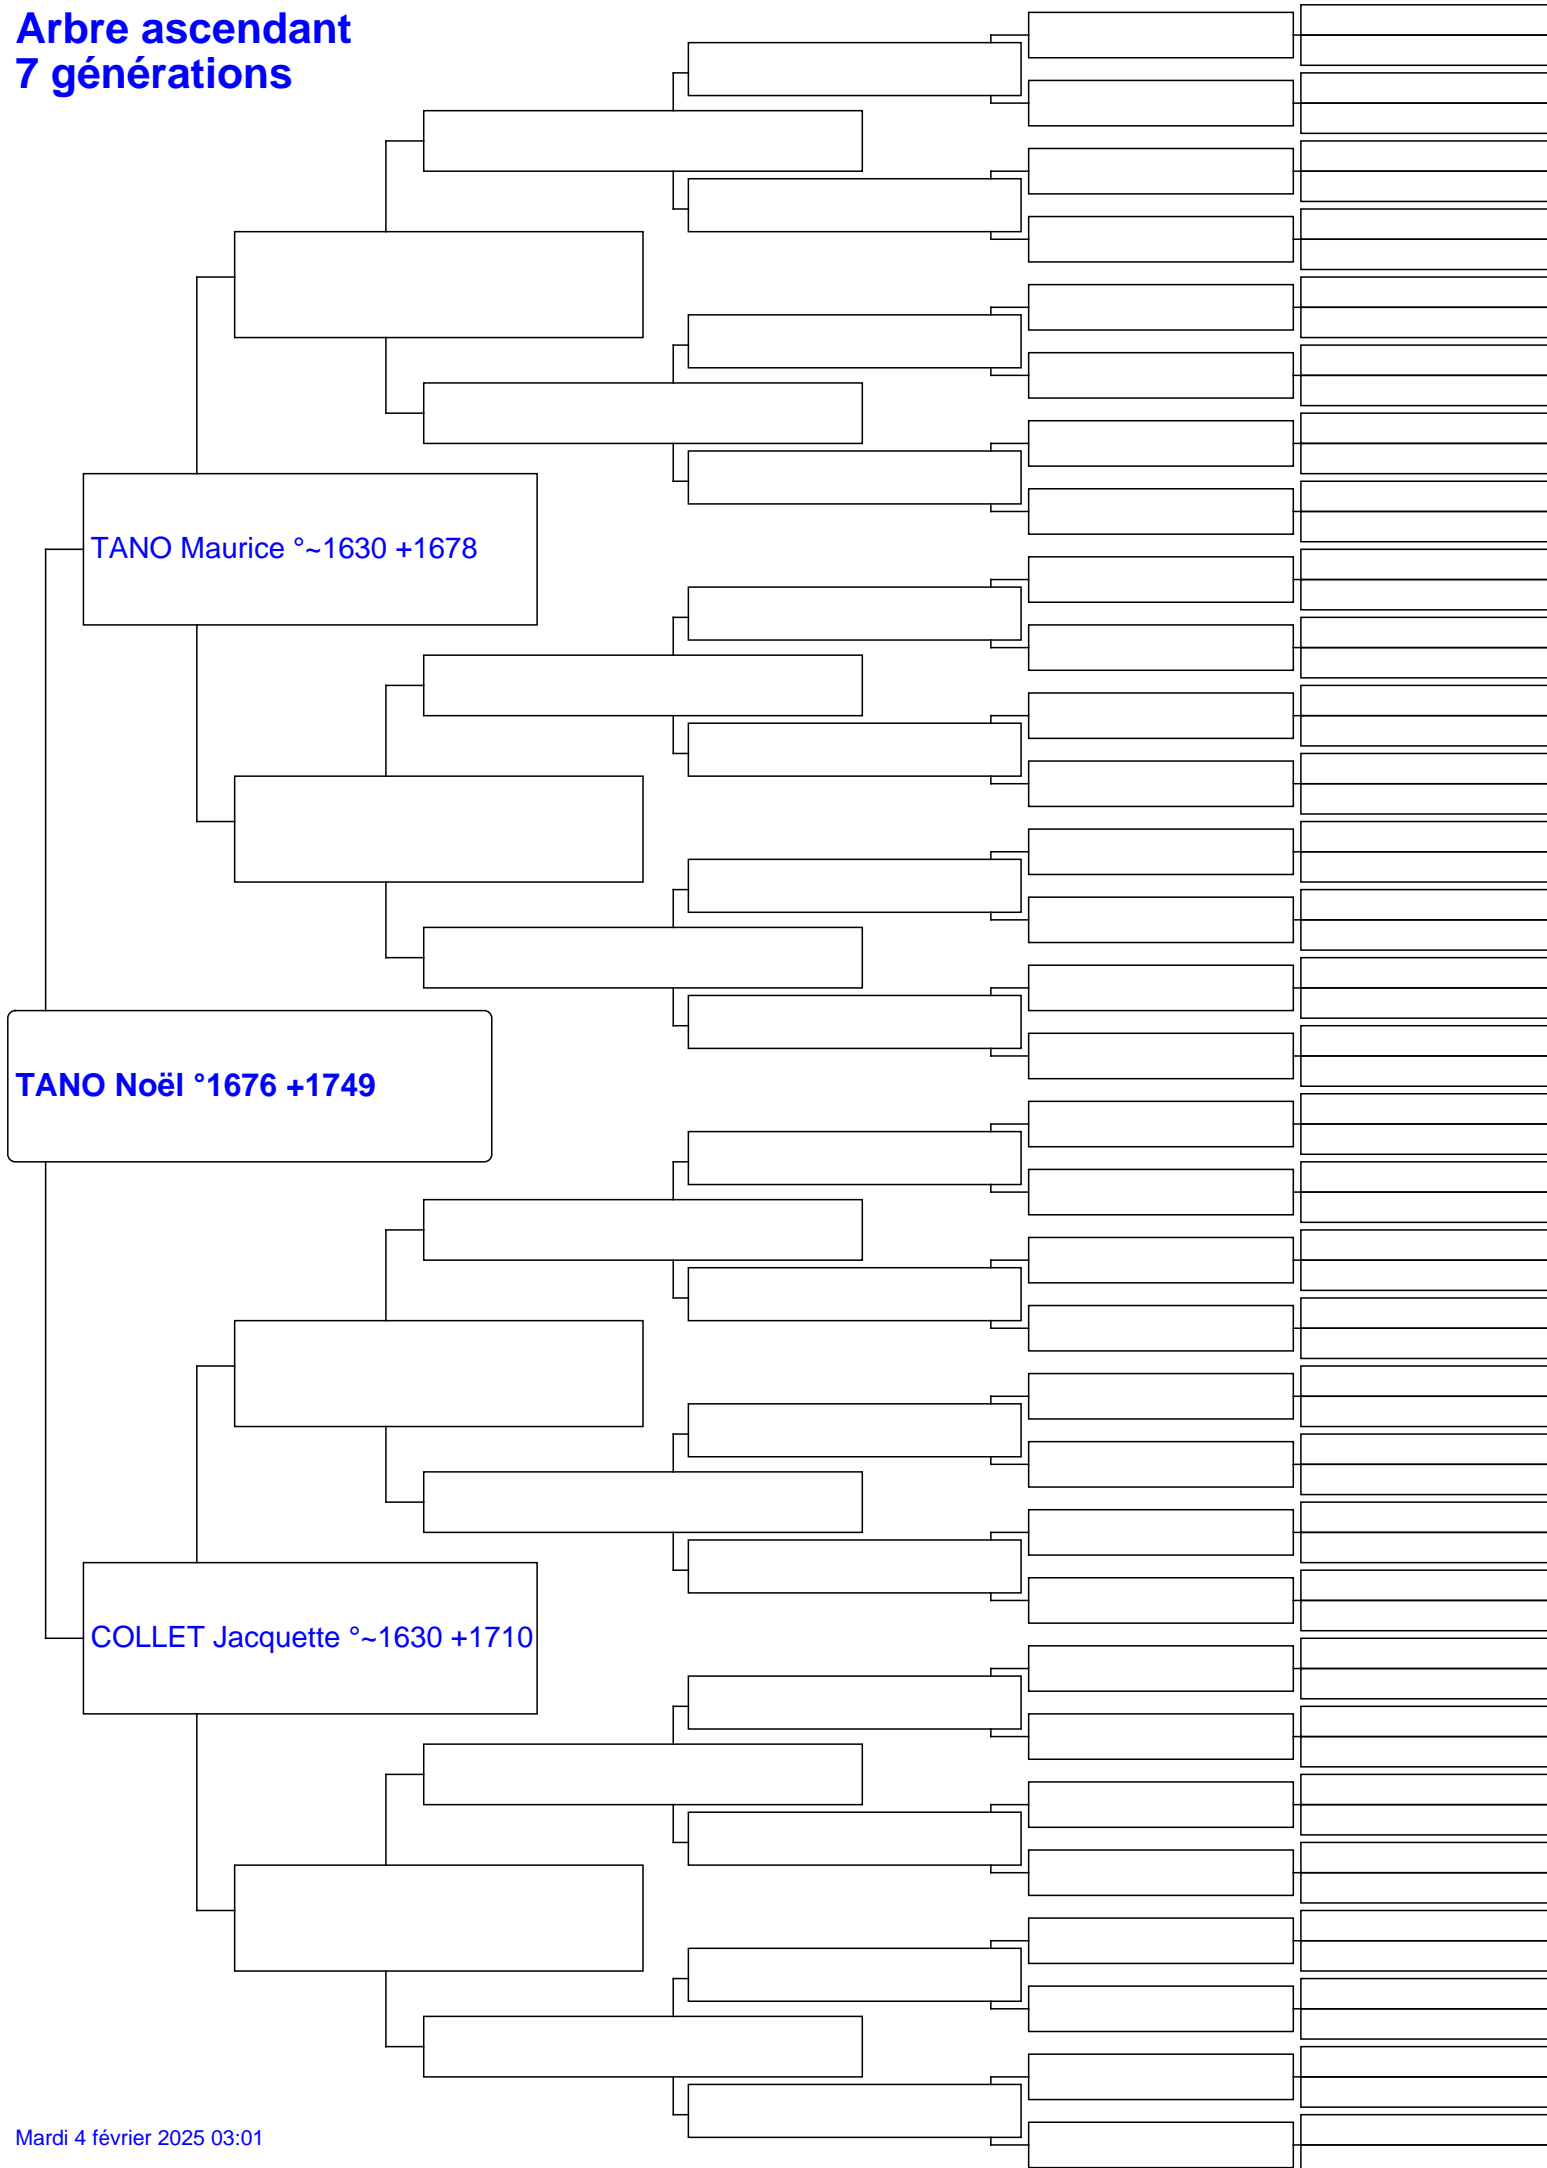 Arbre ascendant
7 générations
TANO Maurice °~1630 +1678
TANO Noël °1676 +1749
COLLET Jacquette °~1630 +1710
Mardi 4 février 2025 03:01